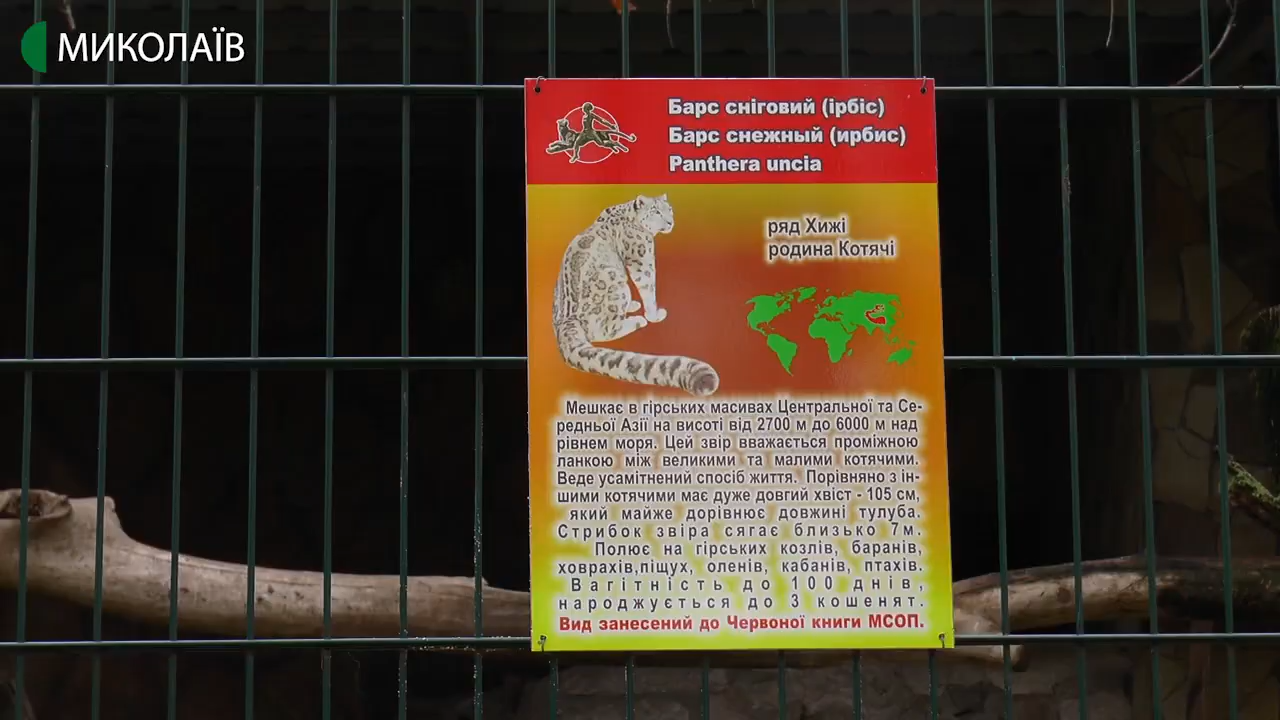 МИКОЛАЇВ
Барс сніговий (ірбіс)
Барс снежный (ирбис)
Panthera uncia
ряд Хижі
родина Котячі
Мешкає в гірських масивах Центральної та Се-
редньої Азії на висоті від 2700 м до 6000 м над
рівнем моря. Цей звір вважається проміжною
ланкою між великими та малими котячими.
Веде усамітнений спосіб життя. Порівняно з ін-
шими котячими має дуже довгий хвіст - 105 см,
який майже дорівнює довжині тулуба.
Стрибок звіра сягає близько 7м.
Полює на гірських козлів, баранів,
ховрахів,піщух, оленів, кабанів, птахів.
Вагітність до 100 днів,
народжується до 3 кошенят.
Вид занесений до Червоної книги МСОП.